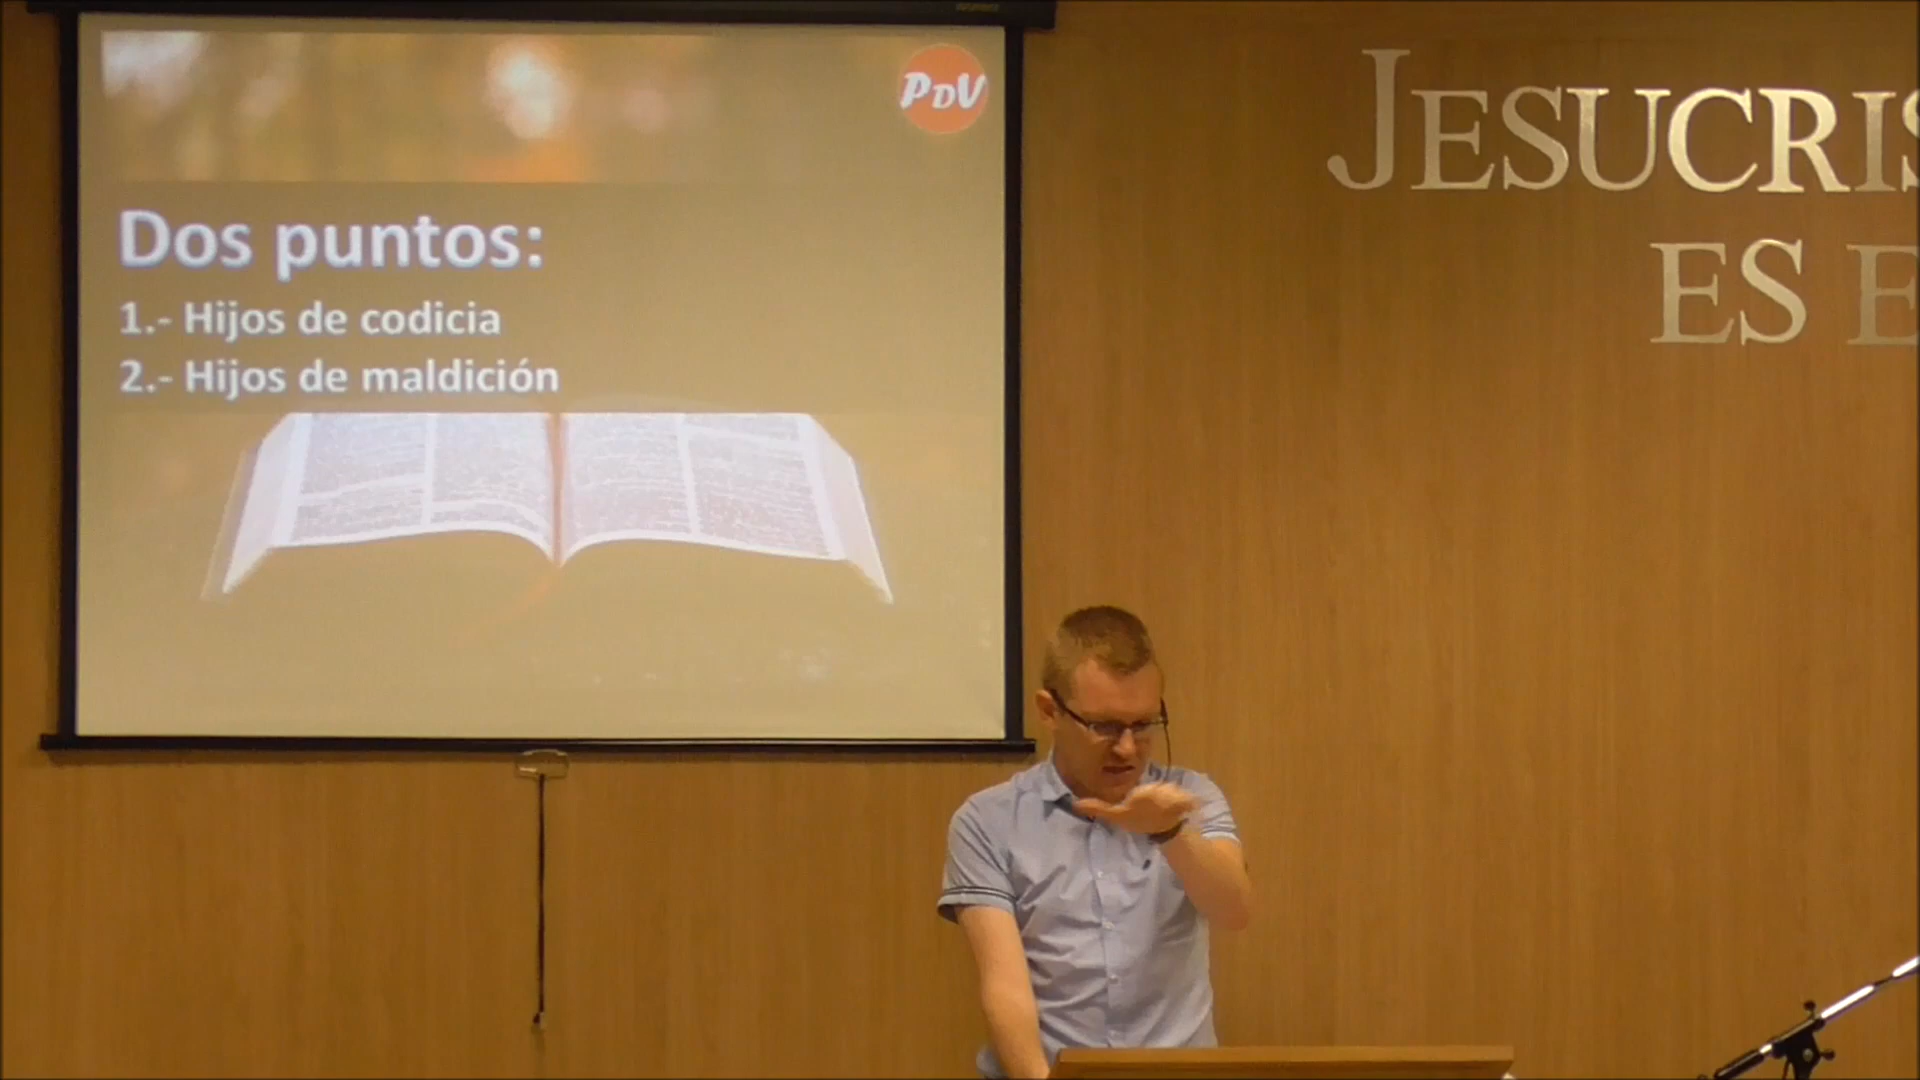 PDV
Dos puntos:
1.- Hijos de codicia
2.- Hijos de maldición
JESUCRIS
ES E